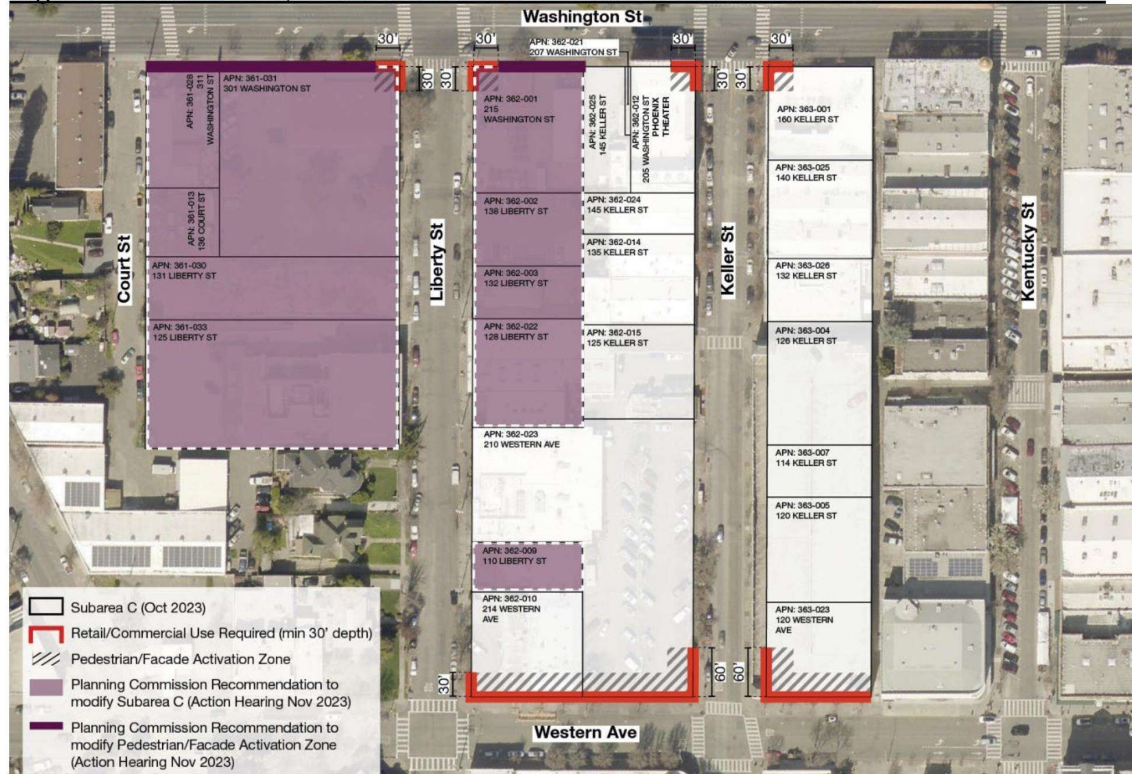 Washington St
30'
30'
30'
30'
30'
30'
30'
30'
APN: 362-021
207 WASHINGTON ST
APN: 361-028
311
WASHINGTON ST
APN: 361-031
301 WASHINGTON ST
APN: 361-013
136 COURT ST
APN: 361-030
131 LIBERTY ST
APN: 361-033
125 LIBERTY ST
Court St
Liberty St
APN: 362-001
215
WASHINGTON ST
APN: 362-025
145 KELLER ST
APN: 362-012
205 WASHINGTON ST
PHOENIX
THEATER
APN: 362-002
138 LIBERTY ST
APN: 362-024
145 KELLER ST
APN: 362-014
135 KELLER ST
APN: 362-003
132 LIBERTY ST
APN: 362-022
128 LIBERTY ST
APN: 362-015
125 KELLER ST
APN: 362-023
210 WESTERN AVE
APN: 362-009
110 LIBERTY ST
APN: 362-010
214 WESTERN
AVE
Keller St
APN: 363-001
160 KELLER ST
APN: 363-025
140 KELLER ST
APN: 363-026
132 KELLER ST
APN: 363-004
126 KELLER ST
APN: 363-007
114 KELLER ST
APN: 363-005
120 KELLER ST
APN: 363-023
120 WESTERN
AVE
Kentucky St
30'
60'
60'
Western Ave
Subarea C (Oct 2023)
Retail/Commercial Use Required (min 30' depth)
Pedestrian/Facade Activation Zone
Planning Commission Recommendation to
modify Subarea C (Action Hearing Nov 2023)
Planning Commission Recommendation to
modify Pedestrian/Facade Activation Zone
(Action Hearing Nov 2023)